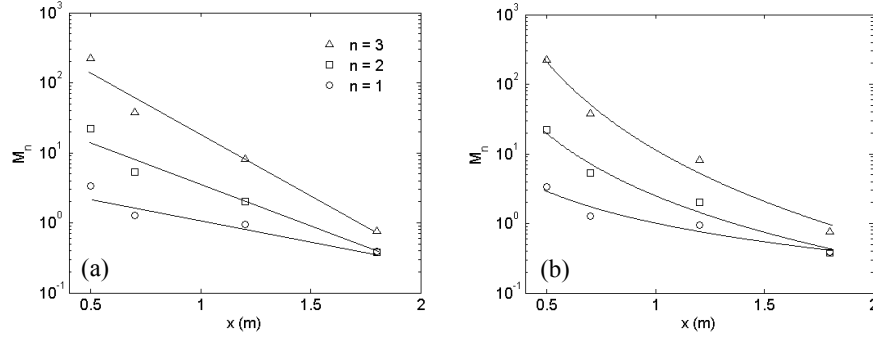 10³
10²
10¹
10⁰
10⁻¹
Mₙ
△ n = 3
□ n = 2
○ n = 1
(a)
0.5 1 1.5 2
x (m)
10³
10²
10¹
10⁰
10⁻¹
Mₙ
(b)
0.5 1 1.5 2
x (m)